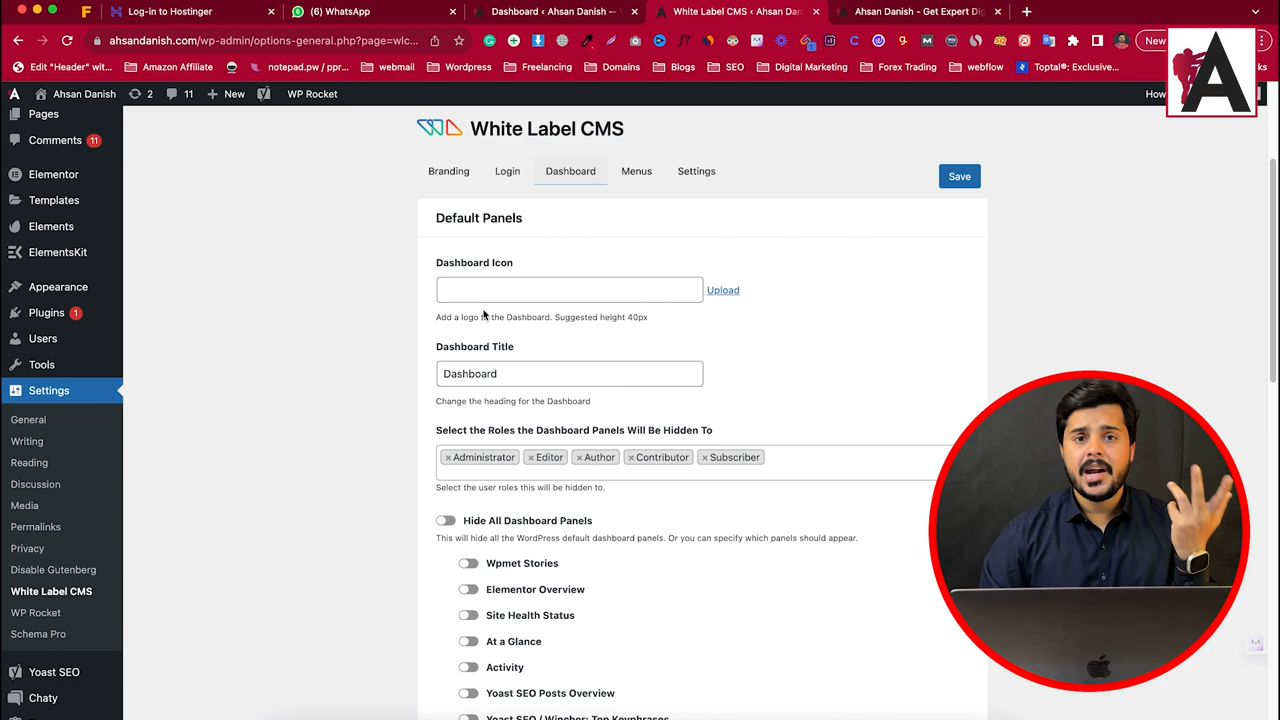 Log-in to Hostinger
(6) WhatsApp
Dashboard ‹ Ahsan Danish —
White Label CMS ‹ Ahsan Dan
Ahsan Danish - Get Expert Dig
ahsandanish.com/wp-admin/options-general.php?page=wlc...
New
Edit "Header" wit...
Amazon Affiliate
notepad.pw / ppr...
webmail
Wordpress
Freelancing
Domains
Blogs
SEO
Digital Marketing
Forex Trading
webflow
Toptal®: Exclusive...
A
Ahsan Danish
2
11
New
WP Rocket
How
Pages
Comments 11
Elementor
Templates
Elements
ElementsKit
Appearance
Plugins 1
Users
Tools
Settings
General
Writing
Reading
Discussion
Media
Permalinks
Privacy
Disable Gutenberg
White Label CMS
WP Rocket
Schema Pro
Yoast SEO
Chaty
White Label CMS
Branding
Login
Dashboard
Menus
Settings
Save
Default Panels
Dashboard Icon
Upload
Add a logo to the Dashboard. Suggested height 40px
Dashboard Title
Dashboard
Change the heading for the Dashboard
Select the Roles the Dashboard Panels Will Be Hidden To
× Administrator × Editor × Author × Contributor × Subscriber
Select the user roles this will be hidden to.
Hide All Dashboard Panels
This will hide all the WordPress default dashboard panels. Or you can specify which panels should appear.
Wpmet Stories
Elementor Overview
Site Health Status
At a Glance
Activity
Yoast SEO Posts Overview
Yoast SEO / Wincher: Top Keyphrases